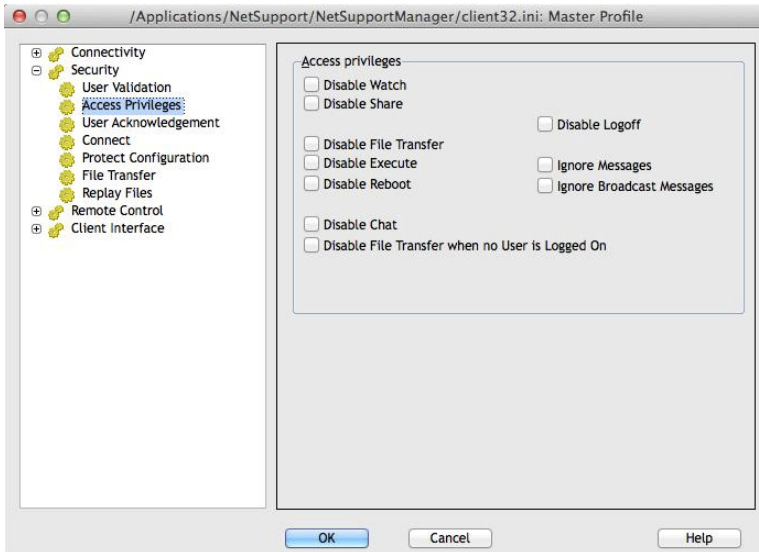 /Applications/NetSupport/NetSupportManager/client32.ini: Master Profile
Connectivity
Security
User Validation
Access Privileges
User Acknowledgement
Connect
Protect Configuration
File Transfer
Replay Files
Remote Control
Client Interface
Access privileges
Disable Watch
Disable Share
Disable Logoff
Disable File Transfer
Disable Execute
Ignore Messages
Disable Reboot
Ignore Broadcast Messages
Disable Chat
Disable File Transfer when no User is Logged On
OK
Cancel
Help